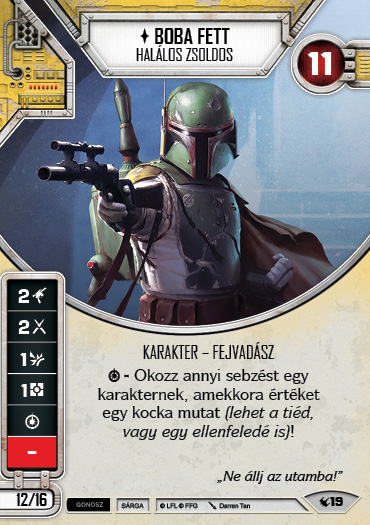 BOBA FETT
HALÁLOS ZSOLDOS
11
2
2
1
1
-
KARAKTER – FEJVADÁSZ
- Okozz annyi sebzést egy
karakternek, amekkora értéket
egy kocka mutat (lehet a tiéd,
vagy egy ellenfeledé is)!
„Ne állj az utamba!”
12/16
GONOSZ
SÁRGA
© LFL © FFG
Darren Tan
19